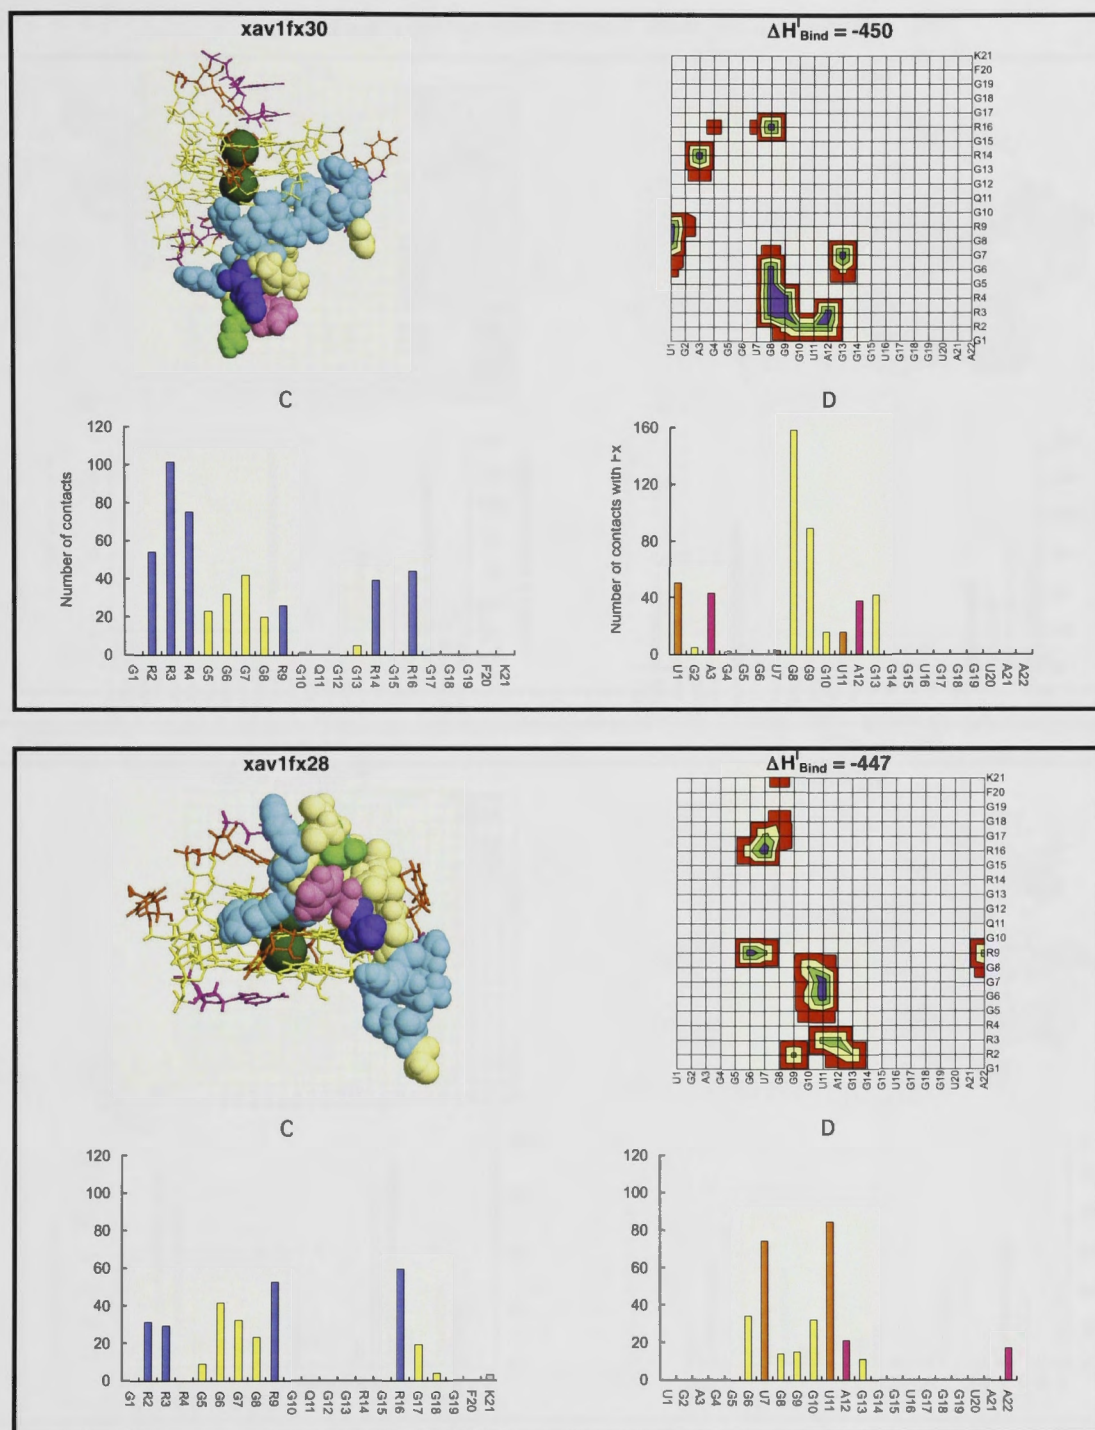 xav1fx30
ΔH'Bind = -450
K21
F20
G19
G18
G17
R16
G15
R14
G13
G12
Q11
G10
R9
G8
G7
G6
G5
R4
R3
R2
G1
U1 G2 A3 G4 G5 G6 U7 G8 G9 G10 U11 A12 G13 G14 G15 U16 G17 G18 G19 U20 A21 A22
C
Number of contacts
120
100
80
60
40
20
0
G1 R2 R3 R4 G5 G6 G7 G8 R9 G10 Q11 G12 G13 R14 G15 R16 G17 G18 G19 F20 K21
D
Number of contacts with Fx
160
120
80
40
0
U1 G2 A3 G4 G5 G6 U7 G8 G9 G10 U11 A12 G13 G14 G15 U16 G17 G18 G19 U20 A21 A22
xav1fx28
ΔH'Bind = -447
K21
F20
G19
G18
G17
R16
G15
R14
G13
G12
Q11
G10
R9
G8
G7
G6
G5
R4
R3
R2
G1
U1 G2 A3 G4 G5 G6 U7 G8 G9 G10 U11 A12 G13 G14 G15 U16 G17 G18 G19 U20 A21 A22
C
120
100
80
60
40
20
0
G1 R2 R3 R4 G5 G6 G7 G8 R9 G10 Q11 G12 G13 R14 G15 R16 G17 G18 G19 F20 K21
D
120
100
80
60
40
20
0
U1 G2 A3 G4 G5 G6 U7 G8 G9 G10 U11 A12 G13 G14 G15 U16 G17 G18 G19 U20 A21 A22